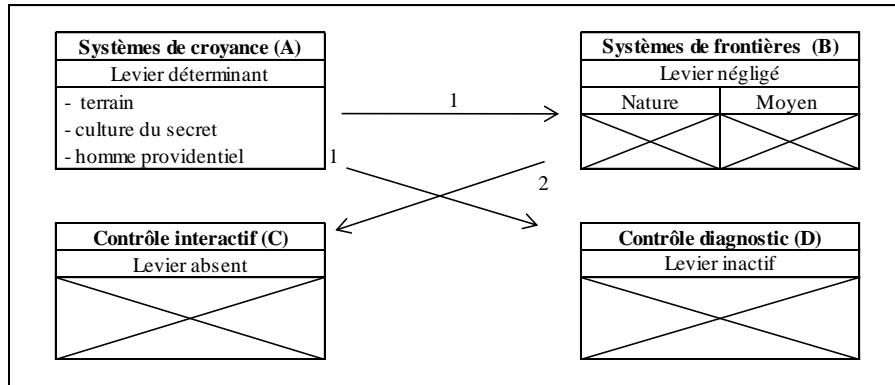 Systèmes de croyance (A)
Levier déterminant
- terrain
- culture du secret
- homme providentiel
1
Systèmes de frontières (B)
Levier négligé
Nature Moyen
1
2
Contrôle interactif (C)
Levier absent
Contrôle diagnostic (D)
Levier inactif